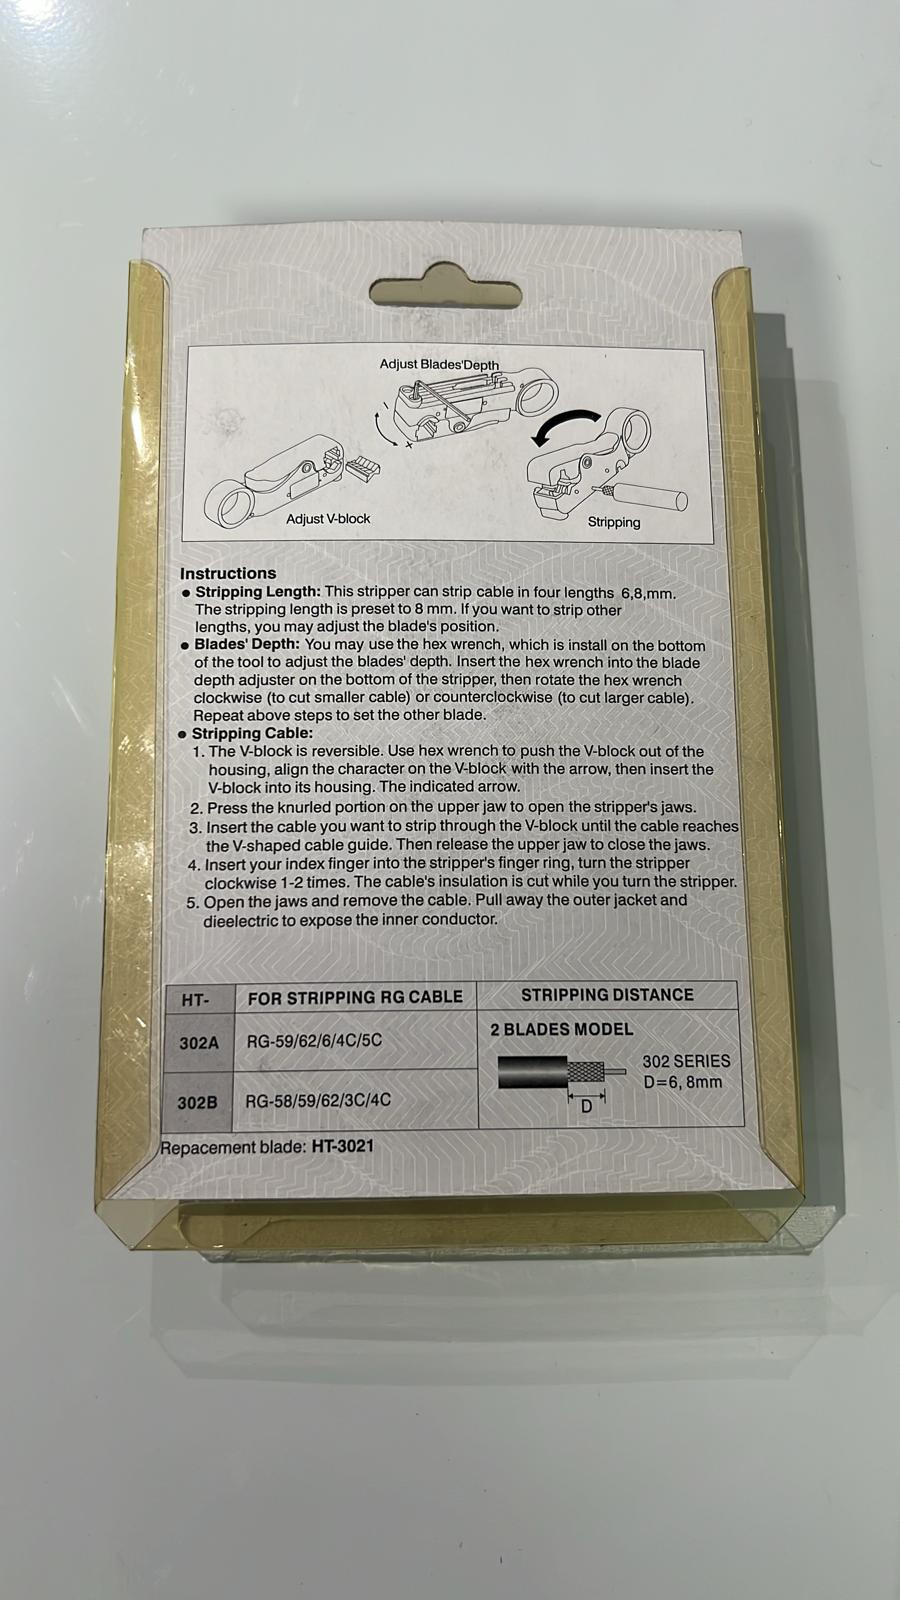 Adjust Blades'Depth
−
+
Adjust V-block
Stripping
Instructions
● Stripping Length: This stripper can strip cable in four lengths 6,8,mm.
The stripping length is preset to 8 mm. If you want to strip other
lengths, you may adjust the blade's position.
● Blades' Depth: You may use the hex wrench, which is install on the bottom
of the tool to adjust the blades' depth. Insert the hex wrench into the blade
depth adjuster on the bottom of the stripper, then rotate the hex wrench
clockwise (to cut smaller cable) or counterclockwise (to cut larger cable).
Repeat above steps to set the other blade.
● Stripping Cable:
1. The V-block is reversible. Use hex wrench to push the V-block out of the
housing, align the character on the V-block with the arrow, then insert the
V-block into its housing. The indicated arrow.
2. Press the knurled portion on the upper jaw to open the stripper's jaws.
3. Insert the cable you want to strip through the V-block until the cable reaches
the V-shaped cable guide. Then release the upper jaw to close the jaws.
4. Insert your index finger into the stripper's finger ring, turn the stripper
clockwise 1-2 times. The cable's insulation is cut while you turn the stripper.
5. Open the jaws and remove the cable. Pull away the outer jacket and
dieelectric to expose the inner conductor.
HT- FOR STRIPPING RG CABLE STRIPPING DISTANCE
302A RG-59/62/6/4C/5C
302B RG-58/59/62/3C/4C
2 BLADES MODEL
302 SERIES
D=6, 8mm
D
Repacement blade: HT-3021